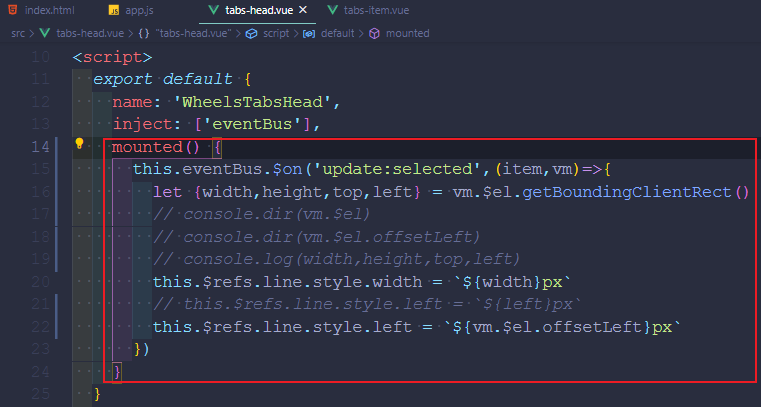 index.html app.js tabs-head.vue × tabs-item.vue
src > tabs-head.vue > {} "tabs-head.vue" > script > default > mounted
10 <script>
11 export default {
12 name: 'WheelsTabsHead',
13 inject: ['eventBus'],
14 mounted() {
15 this.eventBus.$on('update:selected',(item,vm)=>{
16 let {width,height,top,left} = vm.$el.getBoundingClientRect()
17 // console.dir(vm.$el)
18 // console.dir(vm.$el.offsetLeft)
19 // console.log(width,height,top,left)
20 this.$refs.line.style.width = `${width}px`
21 // this.$refs.line.style.left = `${left}px`
22 this.$refs.line.style.left = `${vm.$el.offsetLeft}px`
23 })
24 }
25 }